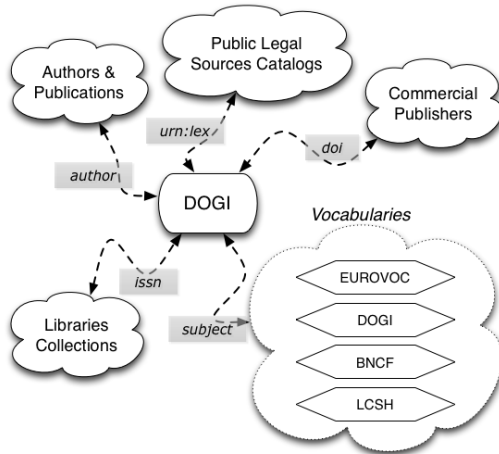 Public Legal
Sources Catalogs
Authors &
Publications
Commercial
Publishers
urn:lex
doi
author
DOGI
Vocabularies
issn
EUROVOC
Libraries
Collections
subject
DOGI
BNCF
LCSH